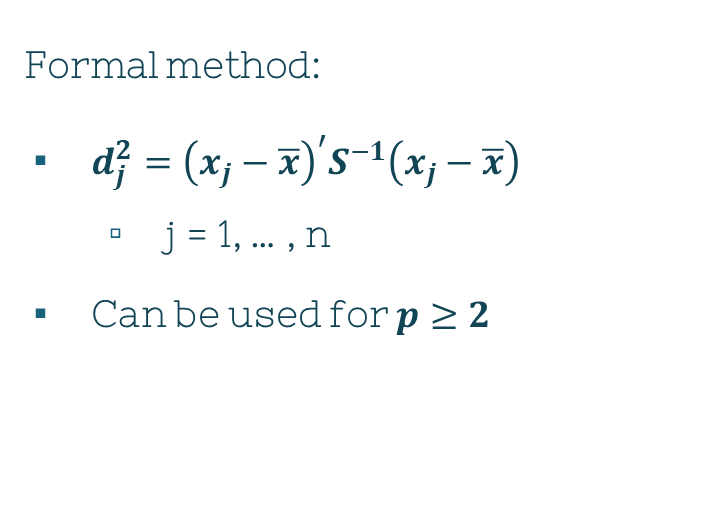 Formal method:
▪ d_j^2 = (x_j − x̅)′S^{−1}(x_j − x̅)
▫ j = 1, … , n
▪ Can be used for p ≥ 2